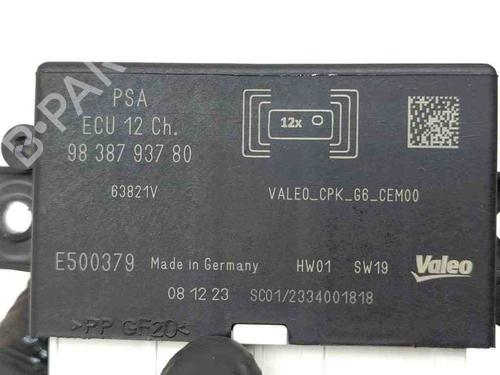 PSA
ECU 12 Ch.
98 387 937 80
63821V
12x
VALEO_CPK_G6_CEM00
E500379 Made in Germany HW01 SW19 Valeo
08 12 23 SC01/2334001818
>PP GF20<
B-PAR